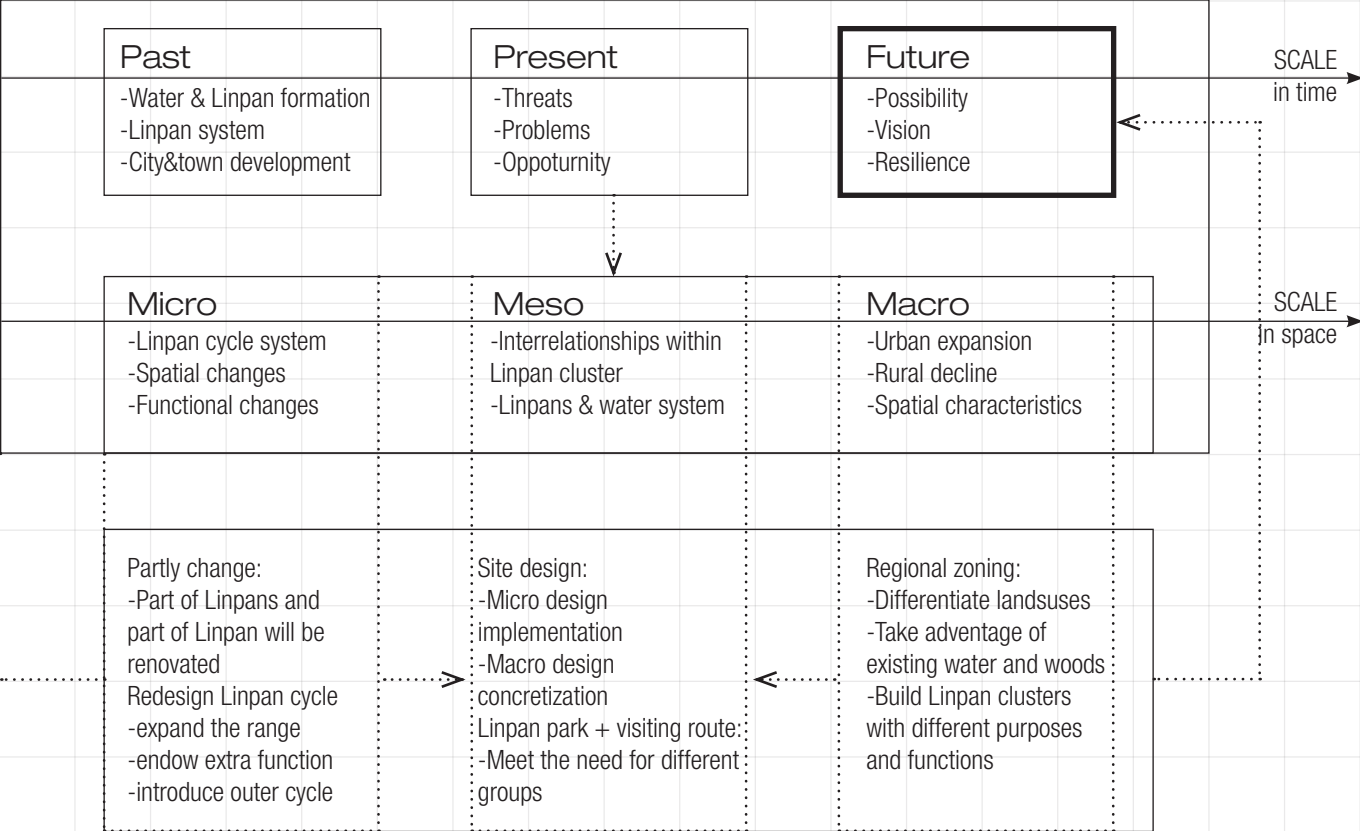 Past
-Water & Linpan formation
-Linpan system
-City&town development
Present
-Threats
-Problems
-Oppoturnity
Future
-Possibility
-Vision
-Resilience
SCALE
in time
Micro
-Linpan cycle system
-Spatial changes
-Functional changes
Meso
-Interrelationships within
Linpan cluster
-Linpans & water system
Macro
-Urban expansion
-Rural decline
-Spatial characteristics
SCALE
in space
Partly change:
-Part of Linpans and
part of Linpan will be
renovated
Redesign Linpan cycle
-expand the range
-endow extra function
-introduce outer cycle
Site design:
-Micro design
implementation
-Macro design
concretization
Linpan park + visiting route:
-Meet the need for different
groups
Regional zoning:
-Differentiate landsuses
-Take adventage of
existing water and woods
-Build Linpan clusters
with different purposes
and functions